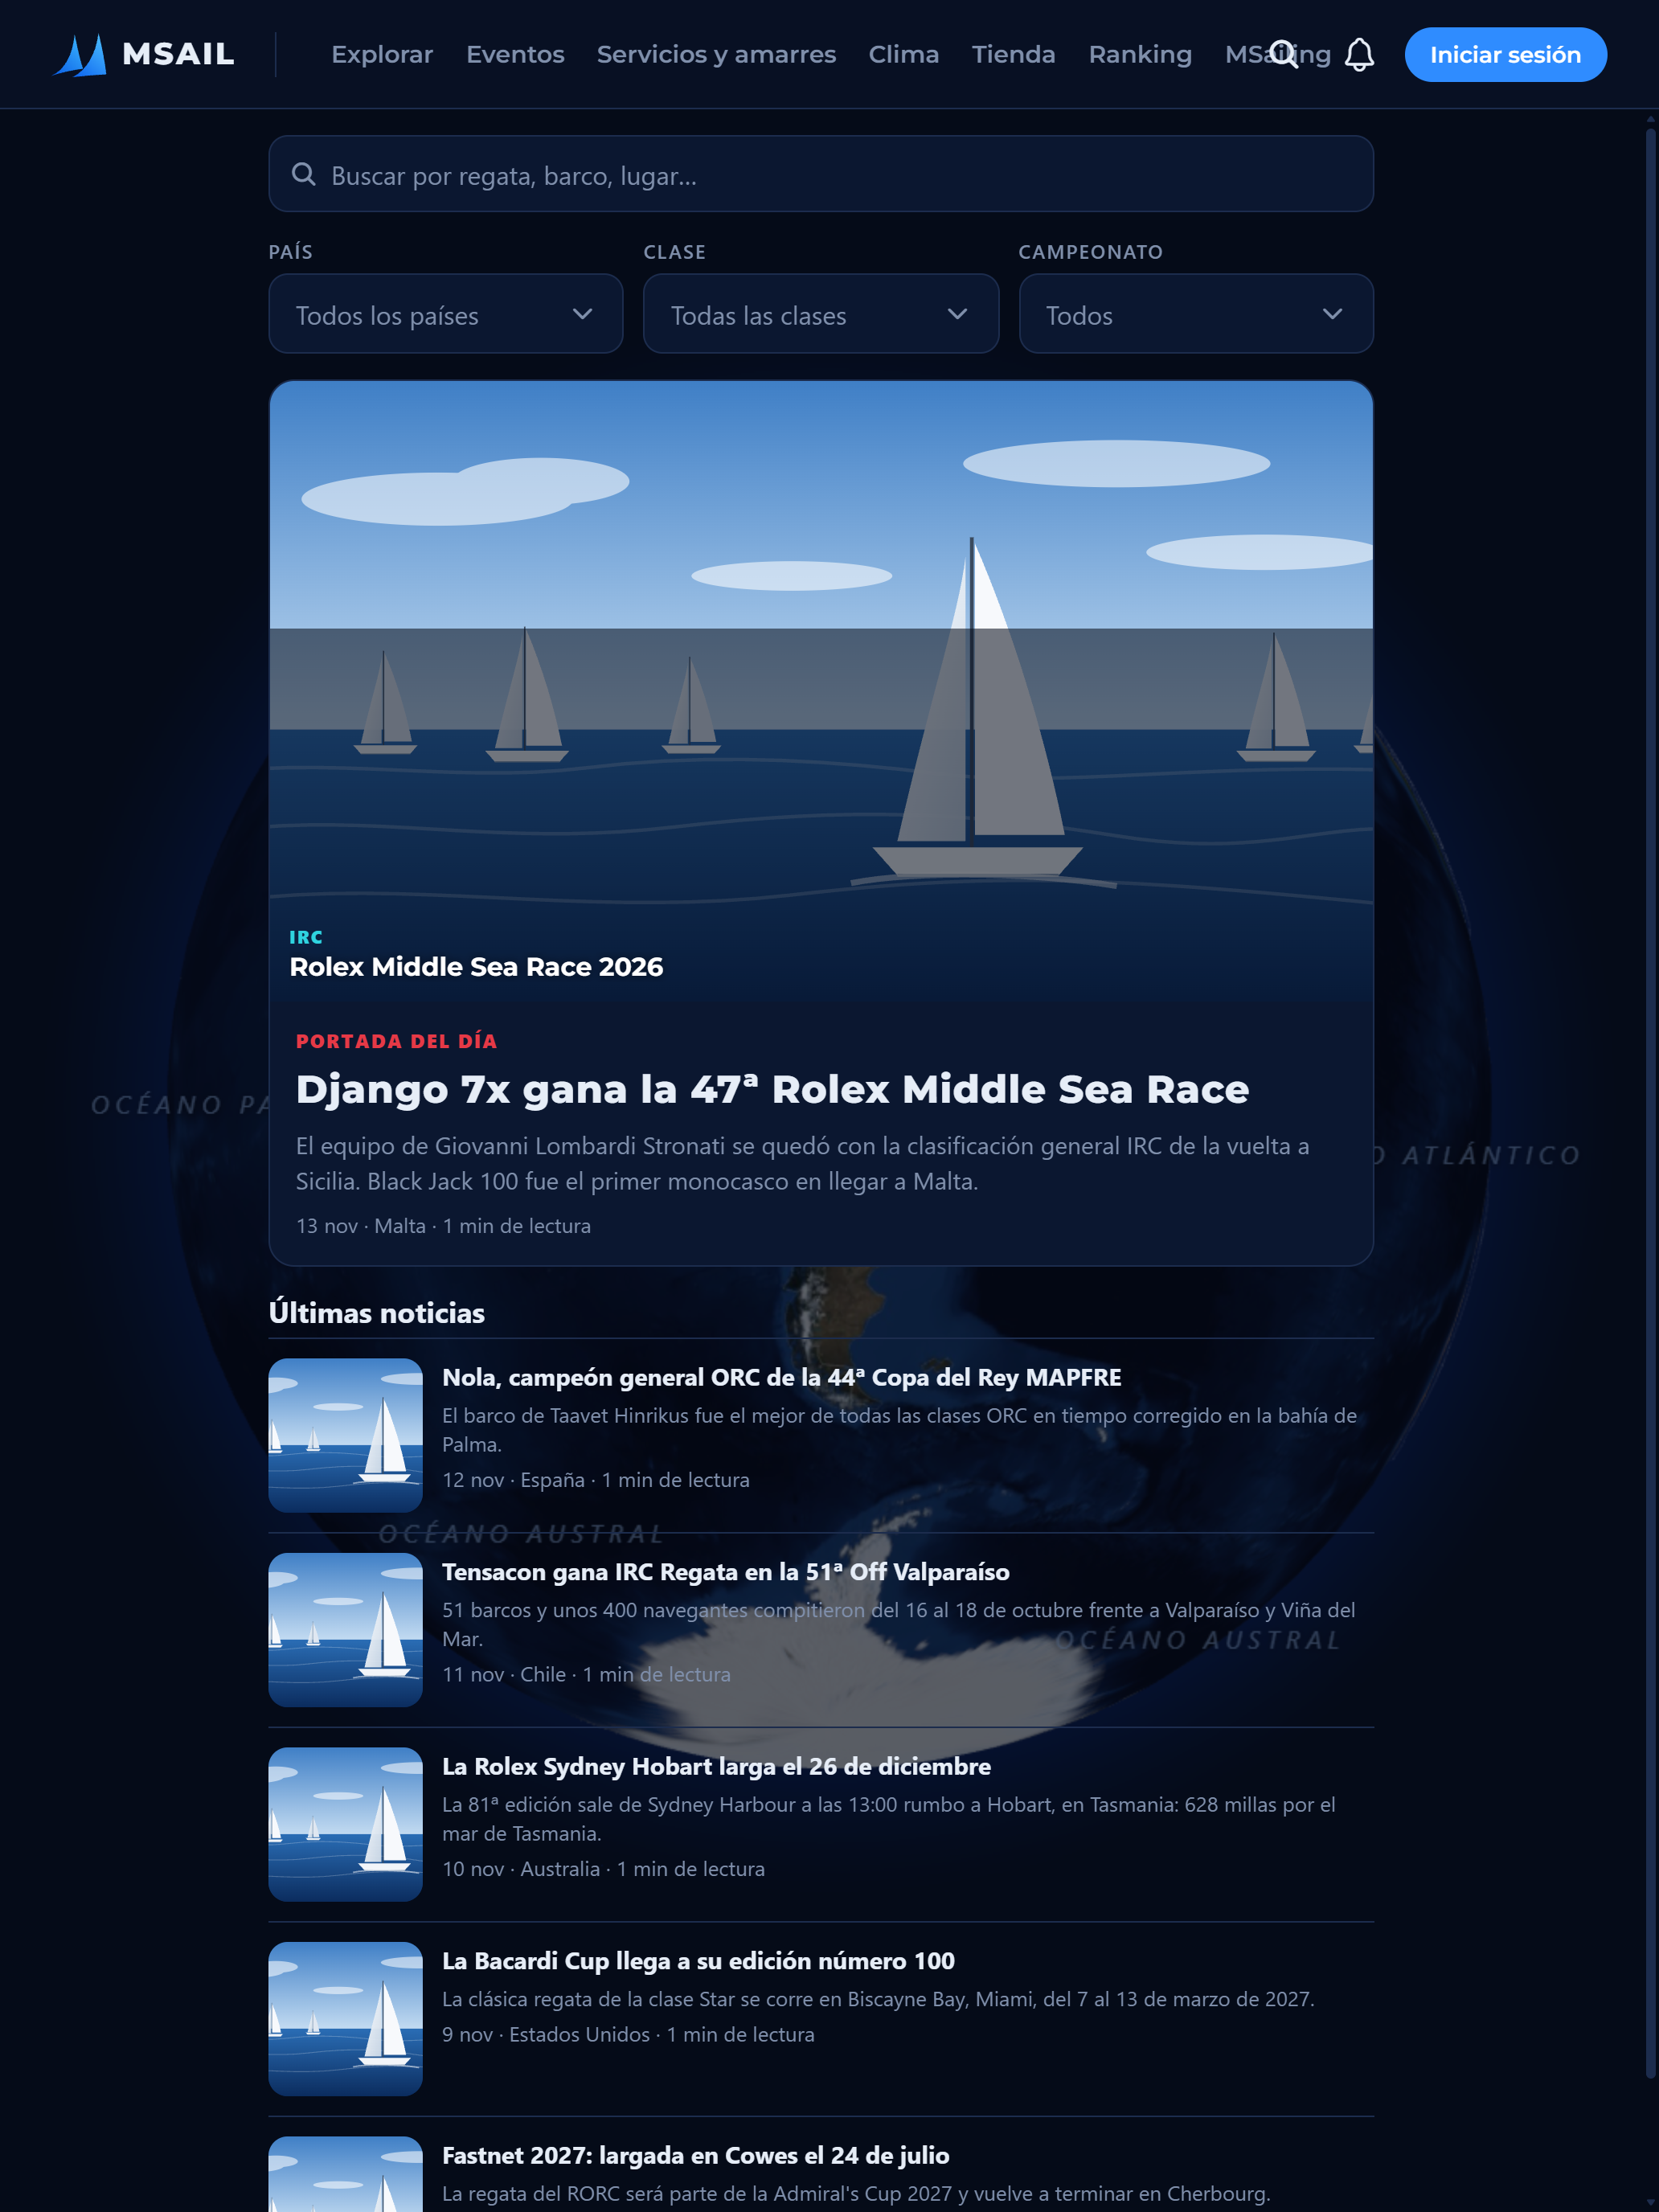 MSAIL
Explorar
Eventos
Servicios y amarres
Clima
Tienda
Ranking
MSailing
Iniciar sesión
Buscar por regata, barco, lugar...
PAÍS
CLASE
CAMPEONATO
Todos los países
Todas las clases
Todos
IRC
Rolex Middle Sea Race 2026
PORTADA DEL DÍA
Django 7x gana la 47ª Rolex Middle Sea Race
OCÉANO PA
El equipo de Giovanni Lombardi Stronati se quedó con la clasificación general IRC de la vuelta a
Sicilia. Black Jack 100 fue el primer monocasco en llegar a Malta.
O ATLÁNTICO
13 nov · Malta · 1 min de lectura
Últimas noticias
Nola, campeón general ORC de la 44ª Copa del Rey MAPFRE
El barco de Taavet Hinrikus fue el mejor de todas las clases ORC en tiempo corregido en la bahía de
Palma.
12 nov · España · 1 min de lectura
OCÉANO AUSTRAL
Tensacon gana IRC Regata en la 51ª Off Valparaíso
51 barcos y unos 400 navegantes compitieron del 16 al 18 de octubre frente a Valparaíso y Viña del
Mar.
OCÉANO AUSTRAL
11 nov · Chile · 1 min de lectura
La Rolex Sydney Hobart larga el 26 de diciembre
La 81ª edición sale de Sydney Harbour a las 13:00 rumbo a Hobart, en Tasmania: 628 millas por el
mar de Tasmania.
10 nov · Australia · 1 min de lectura
La Bacardi Cup llega a su edición número 100
La clásica regata de la clase Star se corre en Biscayne Bay, Miami, del 7 al 13 de marzo de 2027.
9 nov · Estados Unidos · 1 min de lectura
Fastnet 2027: largada en Cowes el 24 de julio
La regata del RORC será parte de la Admiral's Cup 2027 y vuelve a terminar en Cherbourg.